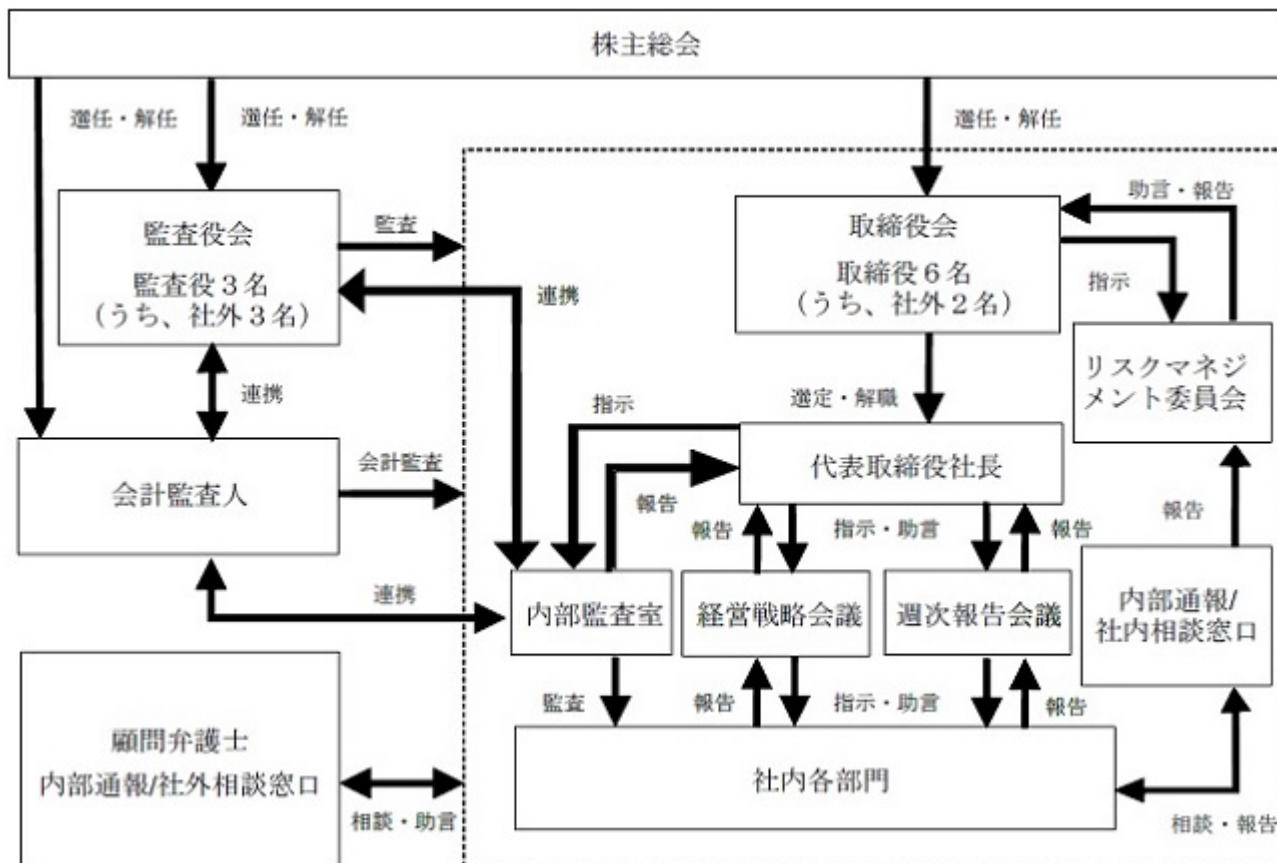 株主総会
選任・解任
選任・解任
選任・解任
監査役会
監査役３名
（うち、社外３名）
監査
連携
取締役会
取締役６名
（うち、社外２名）
助言・報告
指示
リスクマネジ
メント委員会
連携
選定・解職
指示
代表取締役社長
会計監査人
会計監査
報告
報告
指示・助言
報告
報告
連携
内部監査室
経営戦略会議
週次報告会議
内部通報/
社内相談窓口
監査
報告
指示・助言
報告
顧問弁護士
内部通報/社外相談窓口
社内各部門
相談・助言
相談・報告